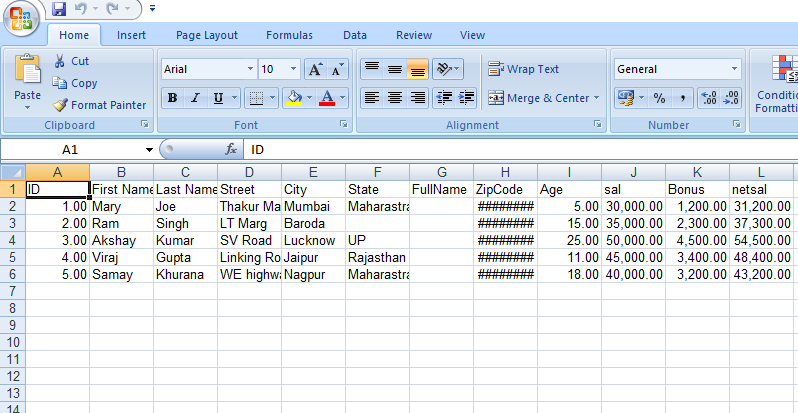 Home Insert Page Layout Formulas Data Review View
Cut
Copy
Format Painter
Paste
Arial 10 A A
B I U A
Wrap Text
Merge & Center
General
% , .00 .00
Clipboard Font Alignment Number
A1 fx ID
A B C D E F G H I J K L
1 ID First Name Last Name Street City State FullName ZipCode Age sal Bonus netsal
2 1.00 Mary Joe Thakur Ma Mumbai Maharastra ######## 5.00 30,000.00 1,200.00 31,200.00
3 2.00 Ram Singh LT Marg Baroda ######## 15.00 35,000.00 2,300.00 37,300.00
4 3.00 Akshay Kumar SV Road Lucknow UP ######## 25.00 50,000.00 4,500.00 54,500.00
5 4.00 Viraj Gupta Linking Ro Jaipur Rajasthan ######## 11.00 45,000.00 3,400.00 48,400.00
6 5.00 Samay Khurana WE highw Nagpur Maharastra ######## 18.00 40,000.00 3,200.00 43,200.00
7
8
9
10
11
12
13
14